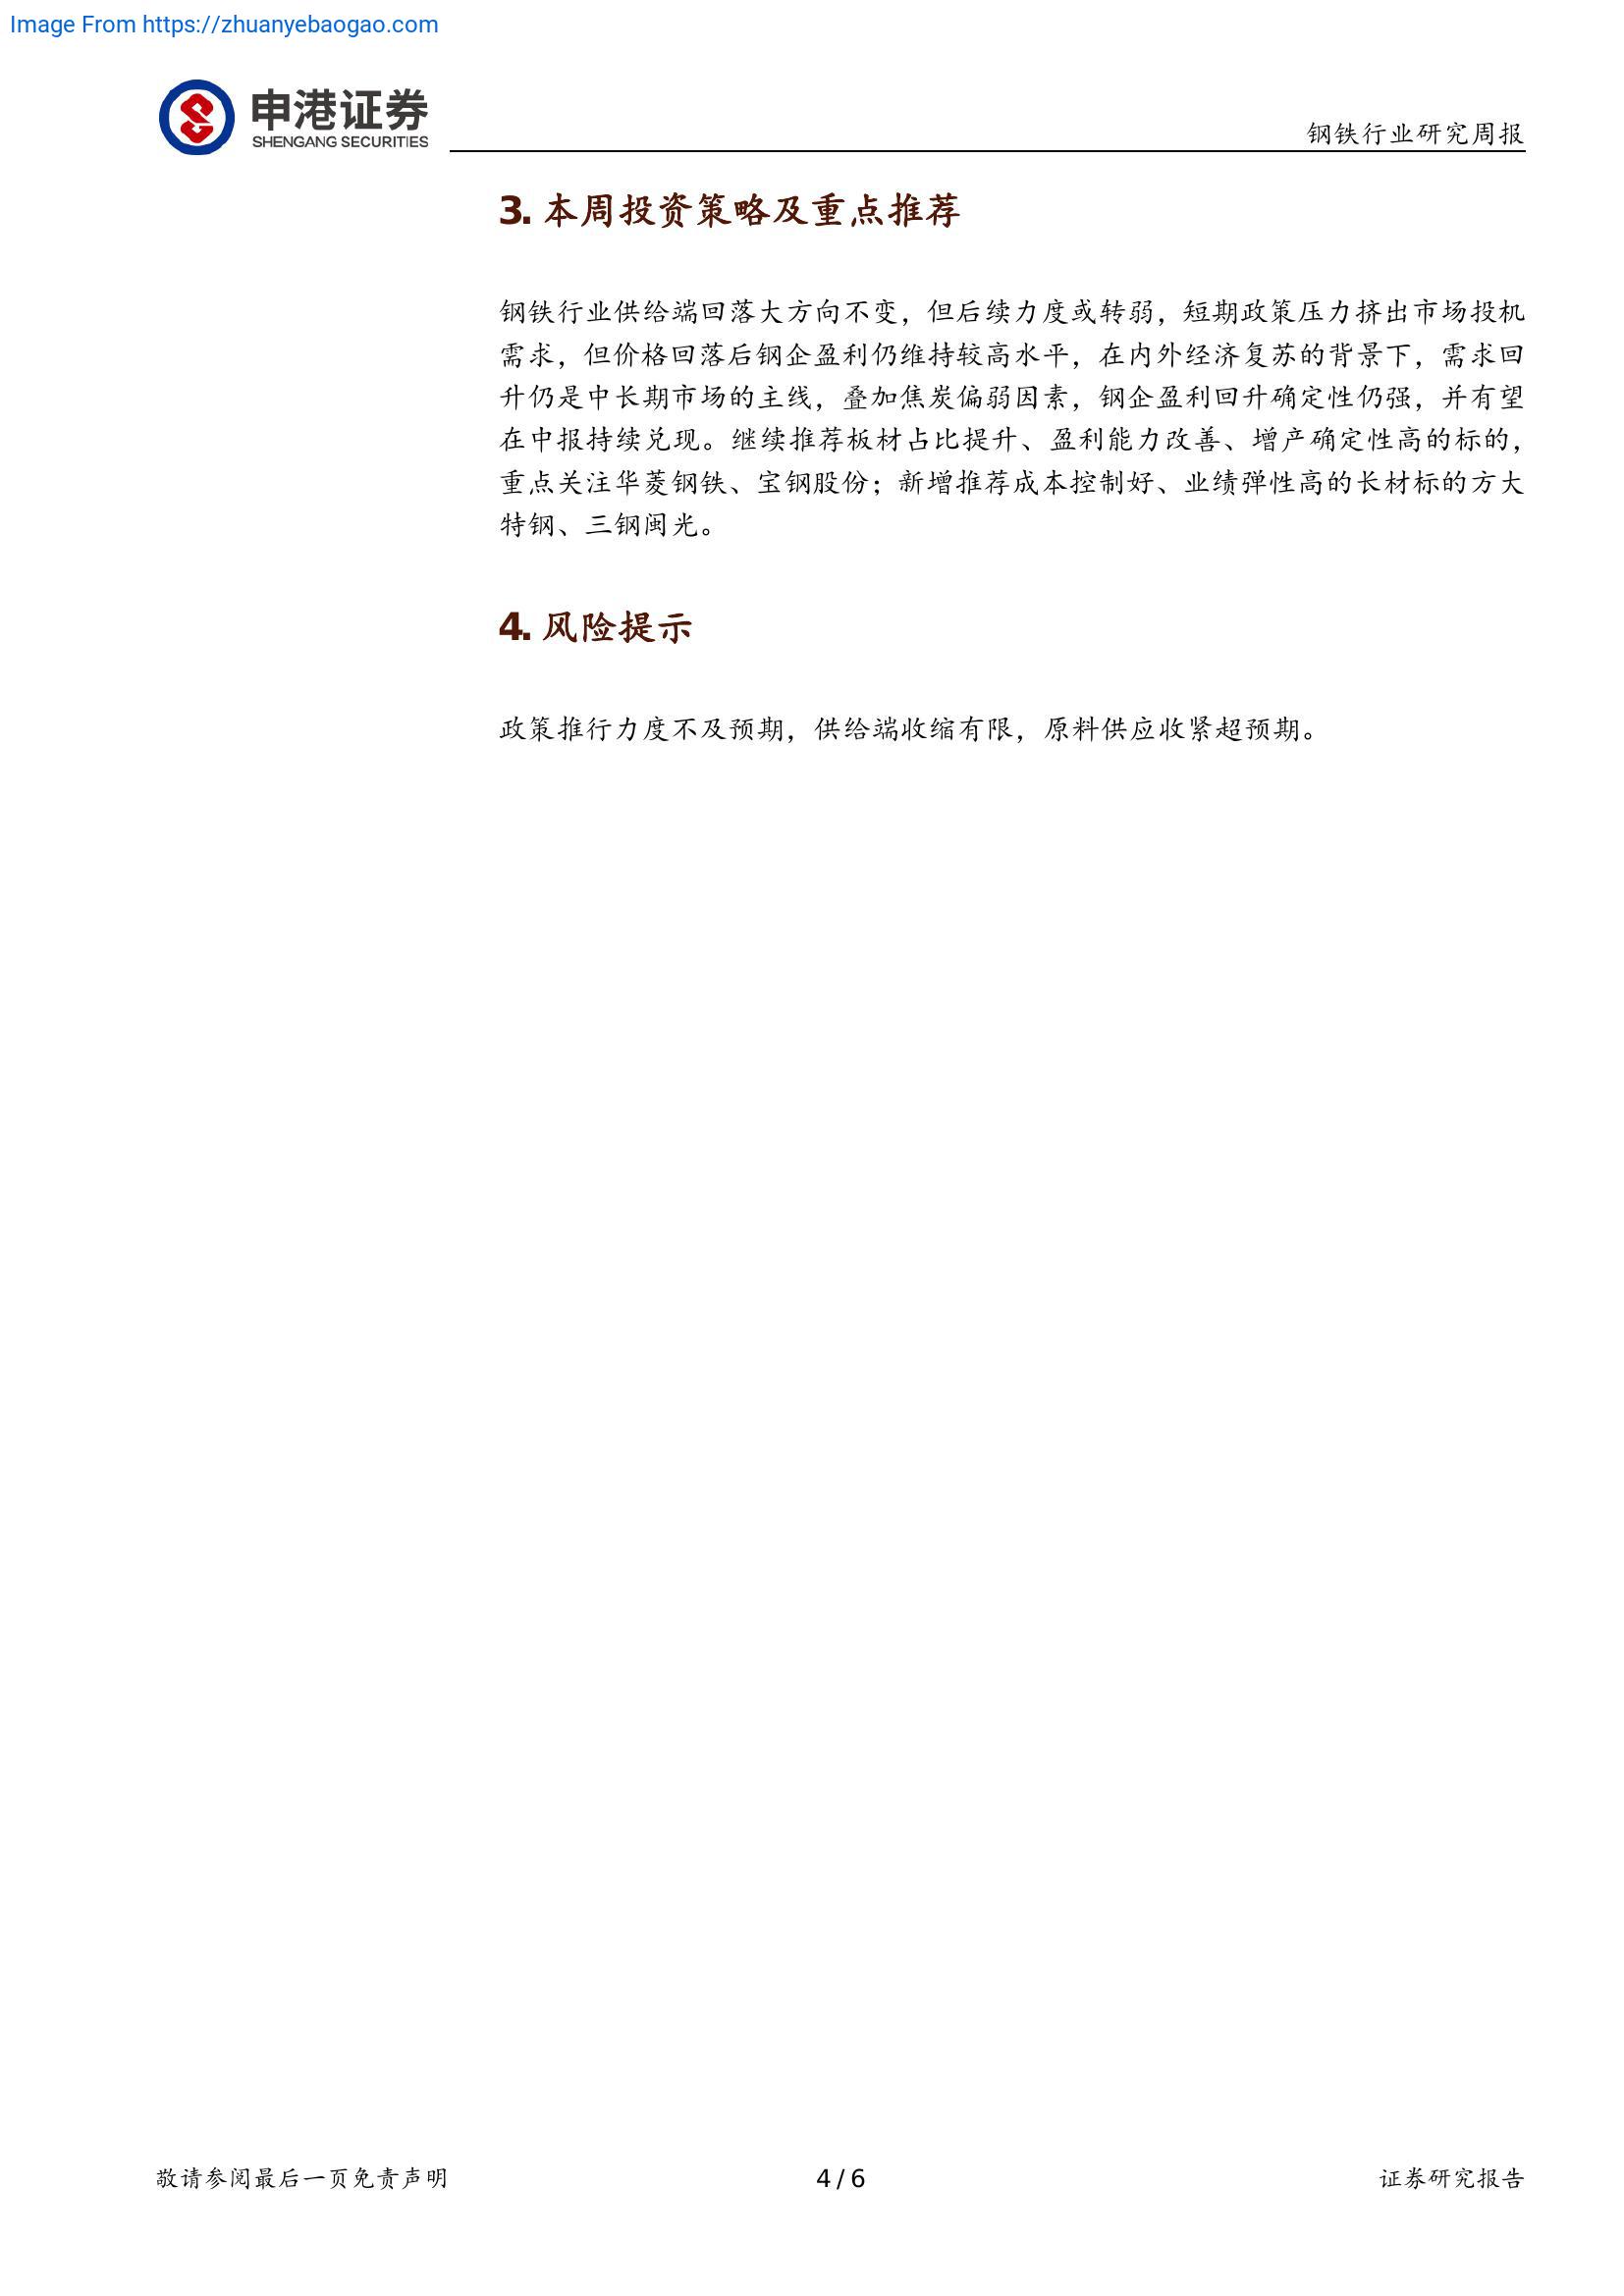 Image From https://zhuanyebaogao.com
申港证券
SHENGANG SECURITIES
钢铁行业研究周报
3. 本周投资策略及重点推荐
钢铁行业供给端回落大方向不变，但后续力度或转弱，短期政策压力挤出市场投机
需求，但价格回落后钢企盈利仍维持较高水平，在内外经济复苏的背景下，需求回
升仍是中长期市场的主线，叠加焦炭偏弱因素，钢企盈利回升确定性仍强，并有望
在中报持续兑现。继续推荐板材占比提升、盈利能力改善、增产确定性高的标的，
重点关注华菱钢铁、宝钢股份；新增推荐成本控制好、业绩弹性高的长材标的方大
特钢、三钢闽光。
4. 风险提示
政策推行力度不及预期，供给端收缩有限，原料供应收紧超预期。
敬请参阅最后一页免责声明
4 / 6
证券研究报告